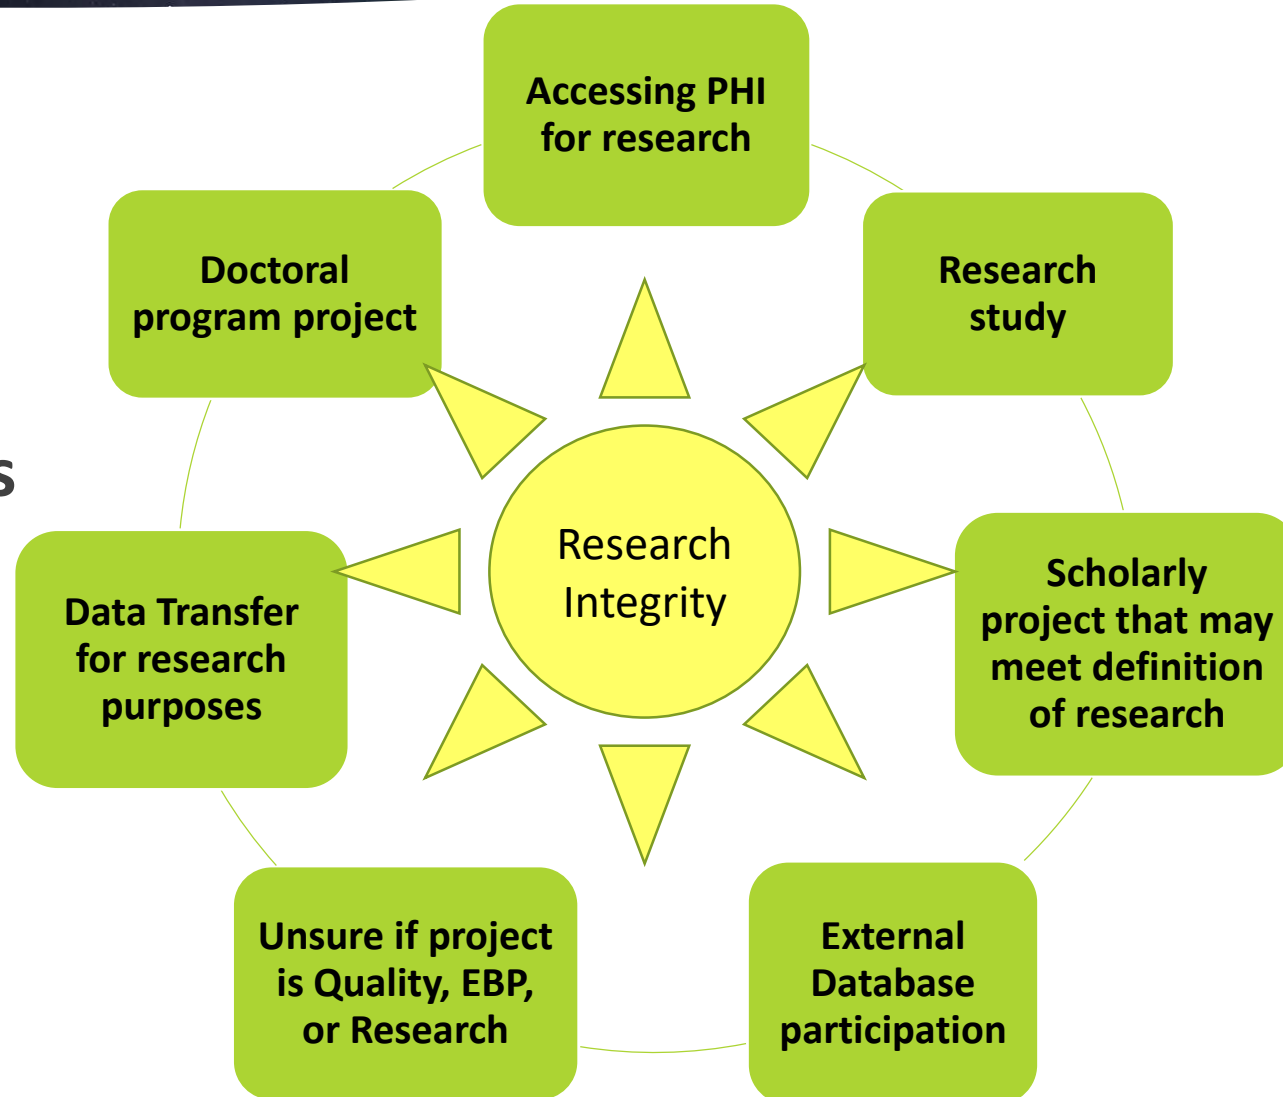 Accessing PHI
for research
Research
study
Scholarly
project that may
meet definition
of research
External
Database
participation
Unsure if project
is Quality, EBP,
or Research
Data Transfer
for research
purposes
Doctoral
program project
Research
Integrity
s